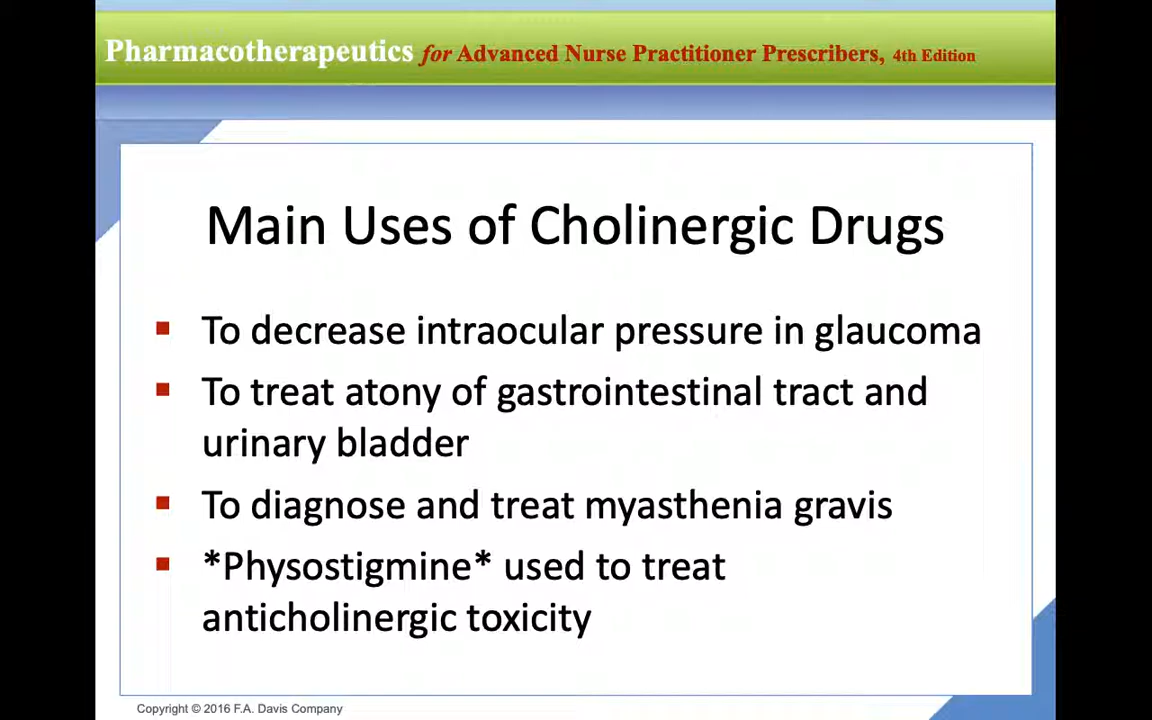 Pharmacotherapeutics for Advanced Nurse Practitioner Prescribers, 4th Edition
Main Uses of Cholinergic Drugs
▪ To decrease intraocular pressure in glaucoma
▪ To treat atony of gastrointestinal tract and
urinary bladder
▪ To diagnose and treat myasthenia gravis
▪ *Physostigmine* used to treat
anticholinergic toxicity
Copyright © 2016 F.A. Davis Company